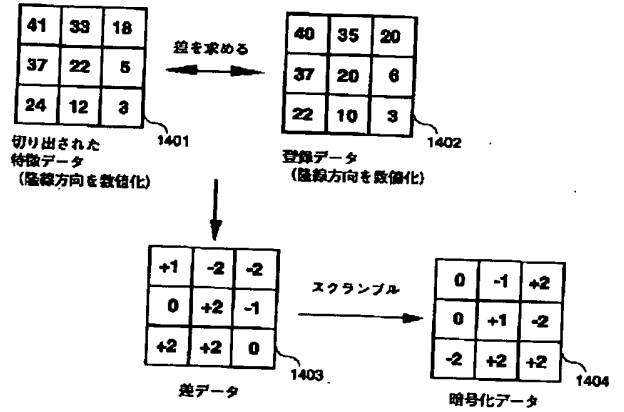 41 33 18
37 22 5
24 12 3
1401
切り出された
特徴データ
(隆線方向を数値化)
差を求める
40 35 20
37 20 6
22 10 3
1402
登録データ
(隆線方向を数値化)
+1 -2 -2
0 +2 -1
+2 +2 0
1403
差データ
スクランブル
0 -1 +2
0 +1 -2
-2 +2 +2
1404
暗号化データ